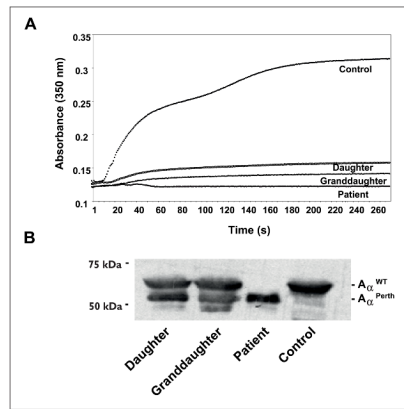 A
Absorbance (350 nm)
0.35
0.3
0.25
0.2
0.15
0.1
Control
Daughter
Granddaughter
Patient
1 20 40 60 80 100 120 140 160 180 200 220 240 260
Time (s)
B
75 kDa -
50 kDa -
- Aα WT
- Aα Perth
Daughter
Granddaughter
Patient
Control